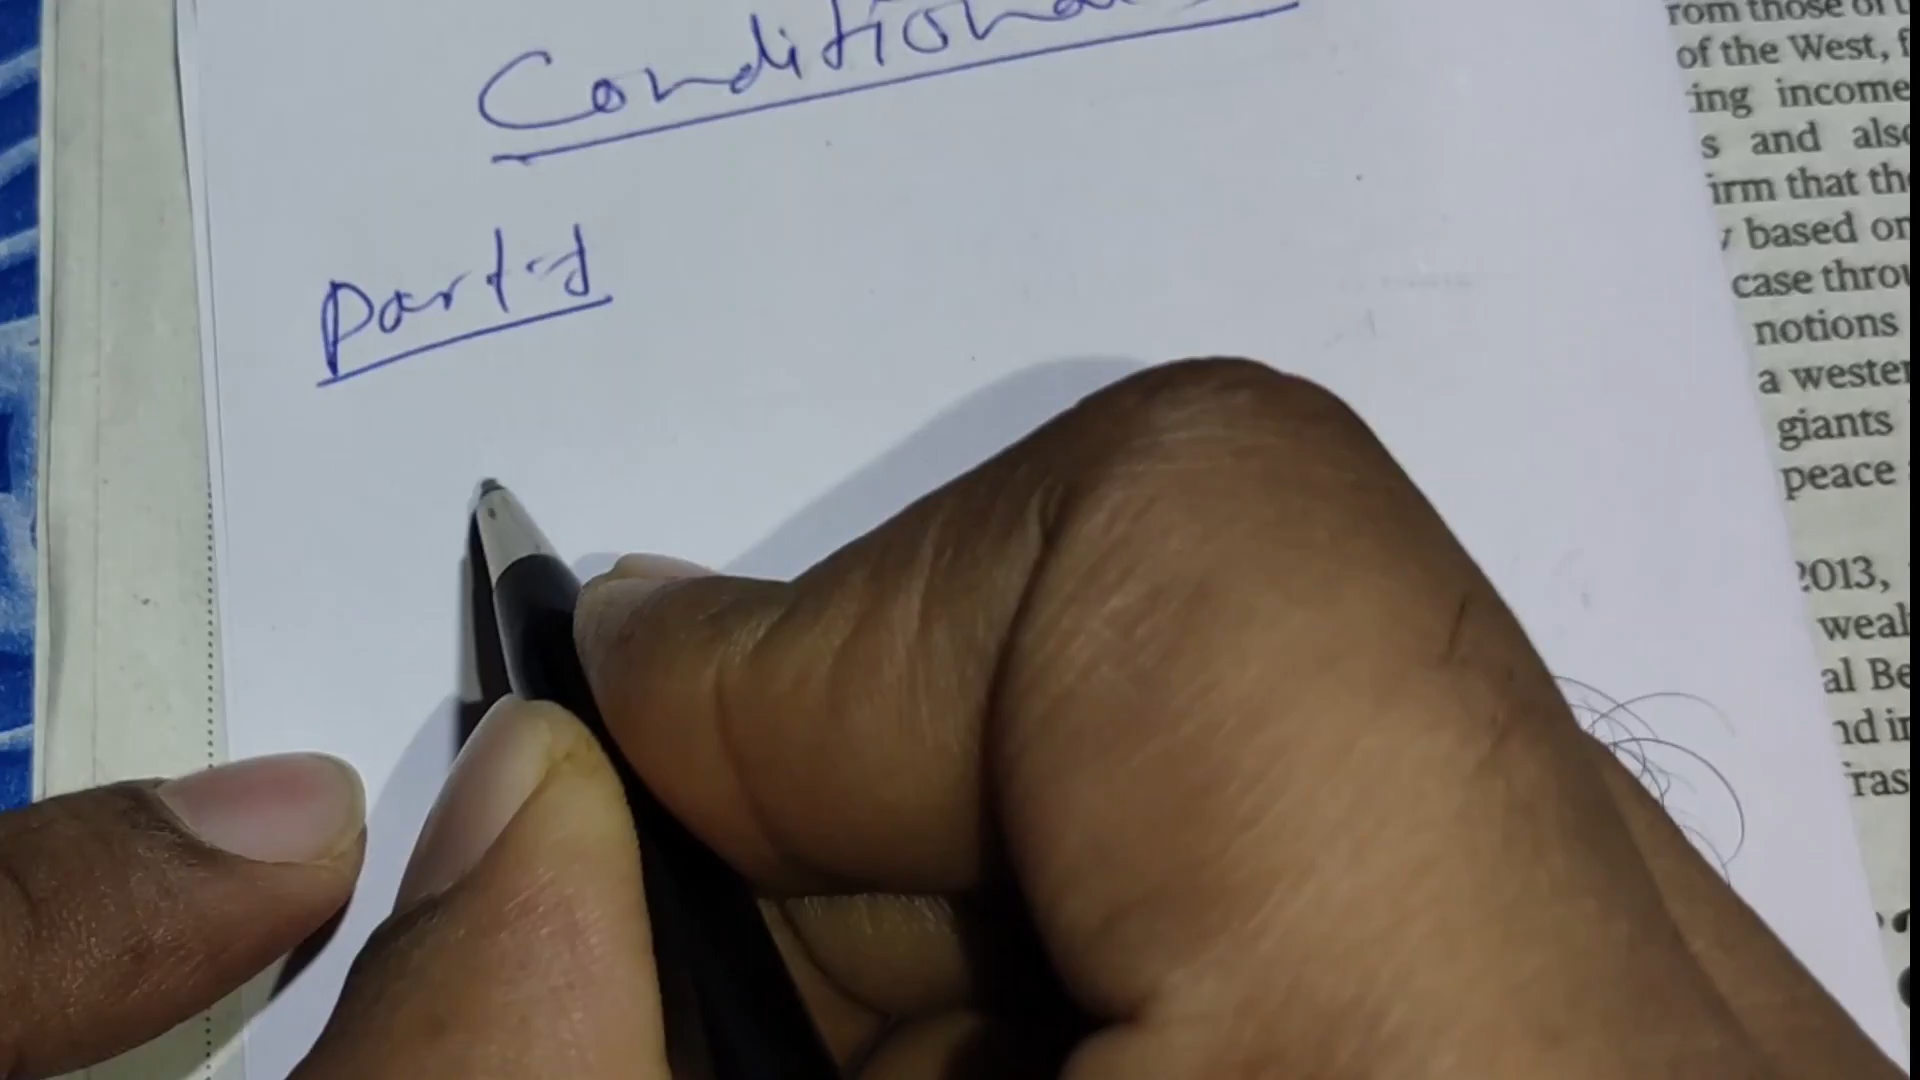 Conditional
Part-1
rom those of t
of the West, f
ing income
s and also
irm that the
y based on
case throu
notions
a wester
giants
peace
2013,
weal
al Be
nd in
ras